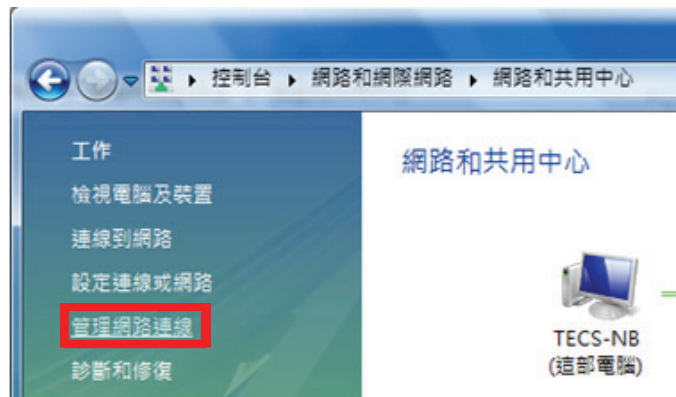 控制台 ▸ 網路和網際網路 ▸ 網路和共用中心
工作
檢視電腦及裝置
連線到網路
設定連線或網路
管理網路連線
診斷和修復
網路和共用中心
TECS-NB
(這部電腦)